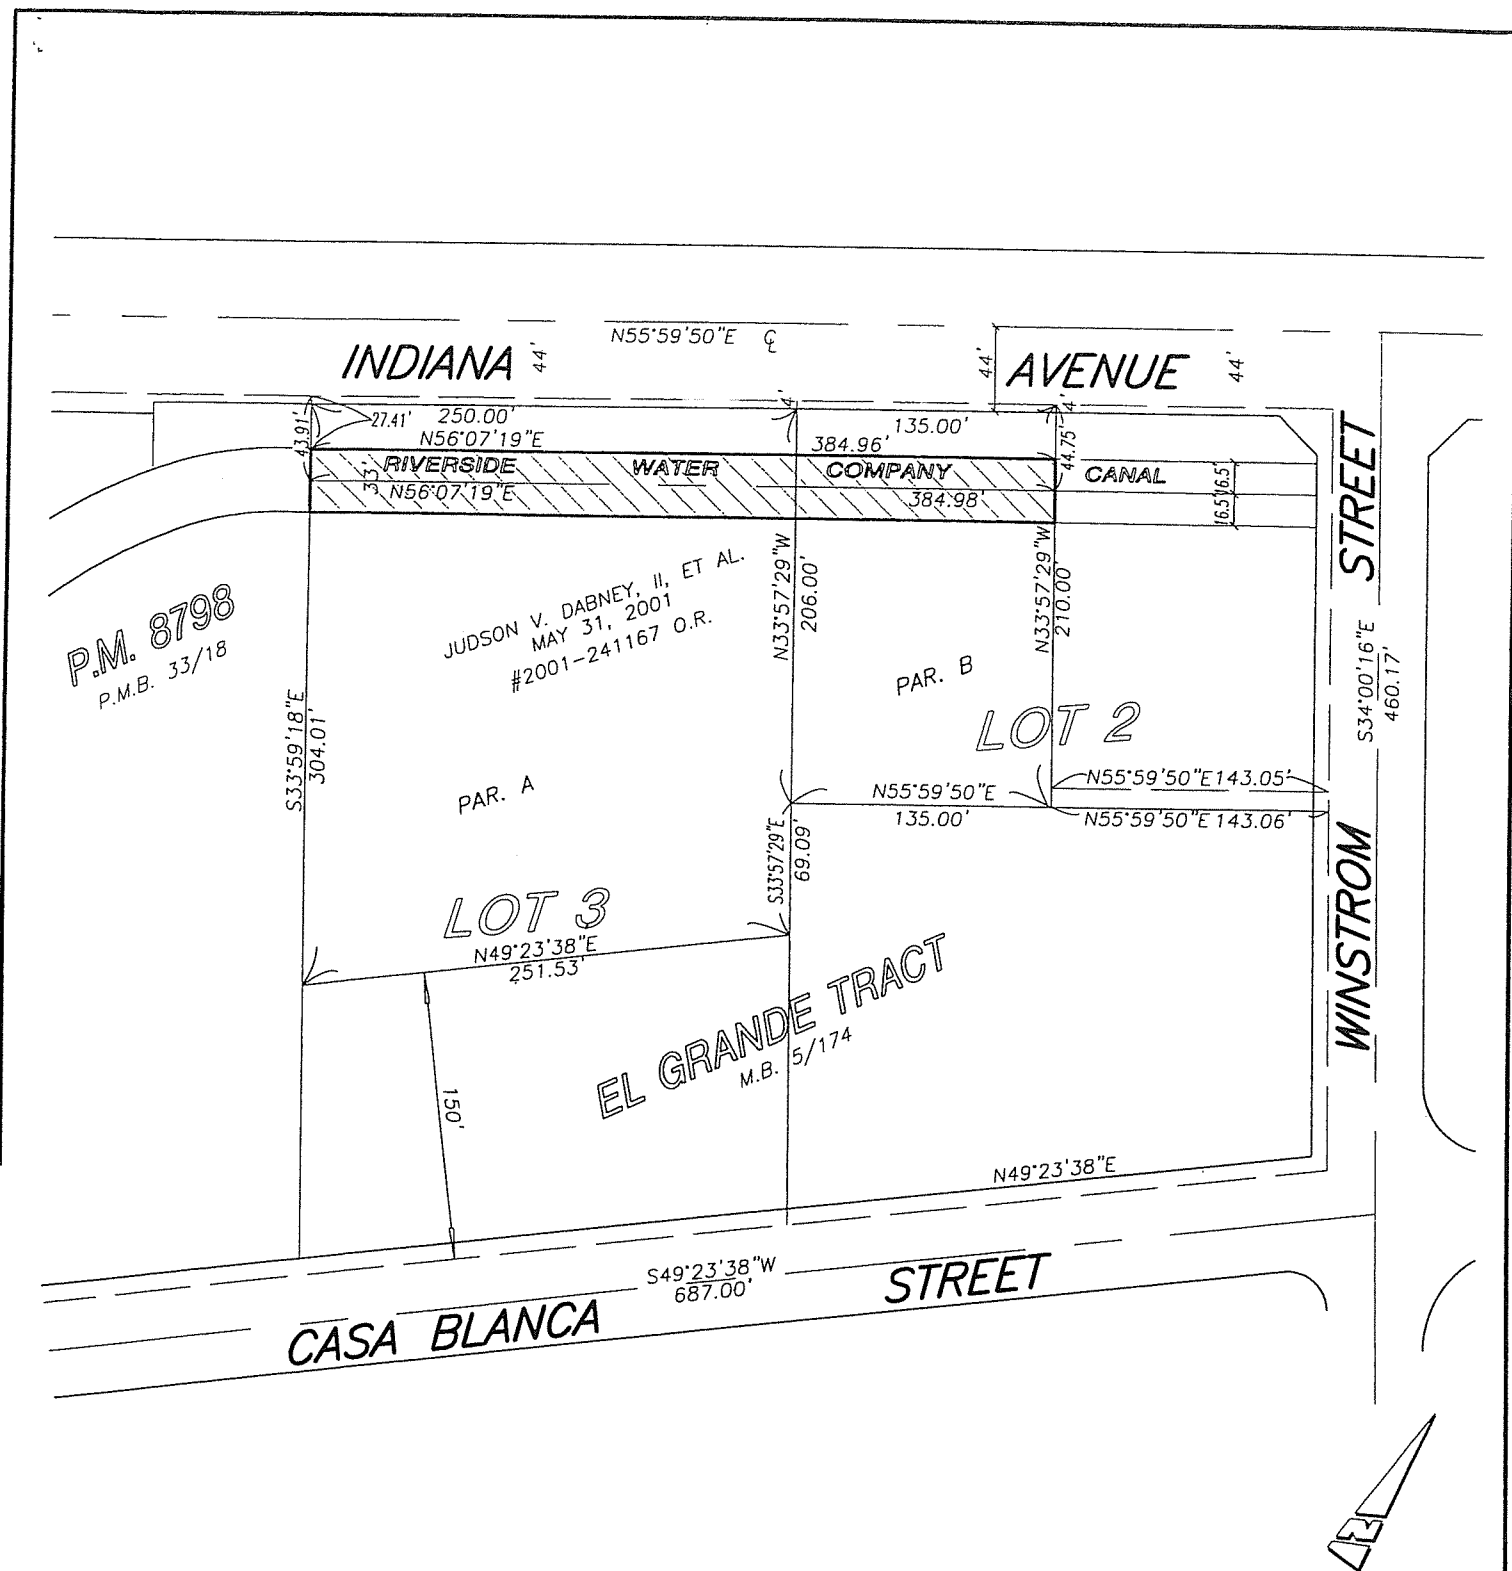 N55°59'50"E ℄
INDIANA 44'
44' AVENUE 44'
27.41' 250.00'
4'
4'
43.91'
135.00'
N56°07'19"E
384.96'
44.75'
RIVERSIDE WATER COMPANY CANAL
33'
N56°07'19"E
384.98'
16.5'
16.5'
STREET
JUDSON V. DABNEY, II, ET AL.
MAY 31, 2001
#2001-241167 O.R.
N33°57'29"W
206.00'
N33°57'29"W
210.00'
P.M. 8798
P.M.B. 33/18
PAR. B
S34°00'16"E
460.17'
LOT 2
S33°59'18"E
304.01'
PAR. A
N55°59'50"E
135.00'
N55°59'50"E 143.05'
N55°59'50"E 143.06'
S33°57'29"E
69.09'
WINSTROM
LOT 3
N49°23'38"E
251.53'
EL GRANDE TRACT
M.B. 5/174
150'
N49°23'38"E
S49°23'38"W
687.00'
CASA BLANCA STREET
N